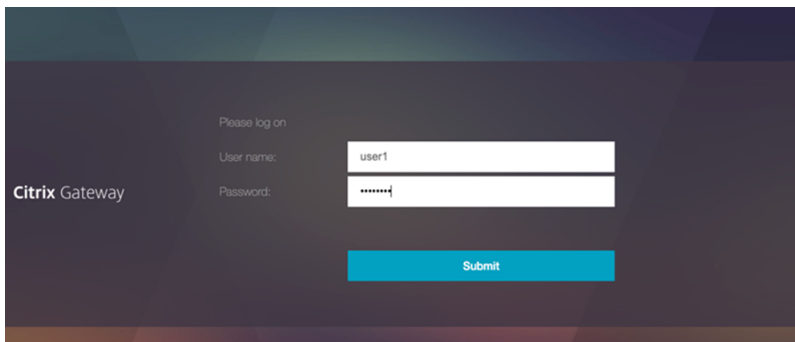 Please log on
User name: user1
Citrix Gateway
Password: ••••••••
Submit